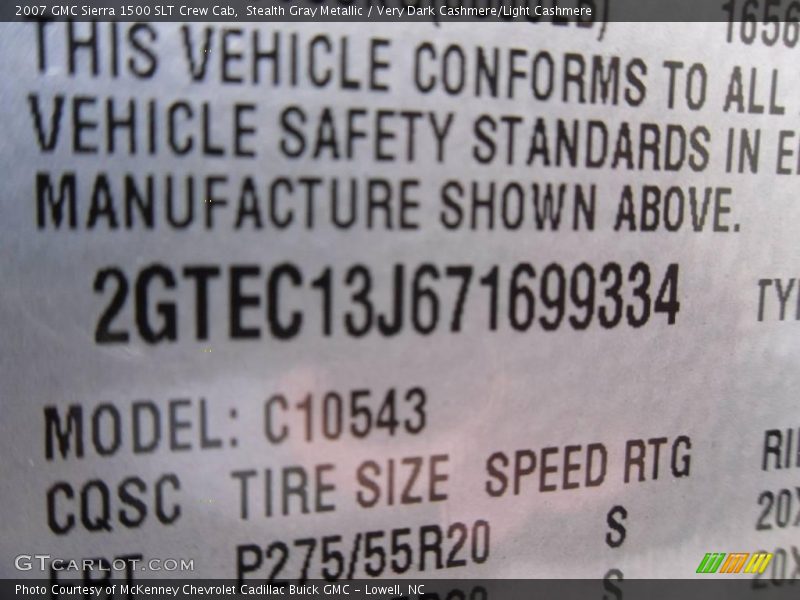 2007 GMC Sierra 1500 SLT Crew Cab, Stealth Gray Metallic / Very Dark Cashmere/Light Cashmere
THIS VEHICLE CONFORMS TO ALL
VEHICLE SAFETY STANDARDS IN
MANUFACTURE SHOWN ABOVE.
2GTEC13J671699334
MODEL: C10543
CQSC TIRE SIZE SPEED RTG
P275/55R20 S
GTCARLOT.COM
Photo Courtesy of McKenney Chevrolet Cadillac Buick GMC - Lowell, NC